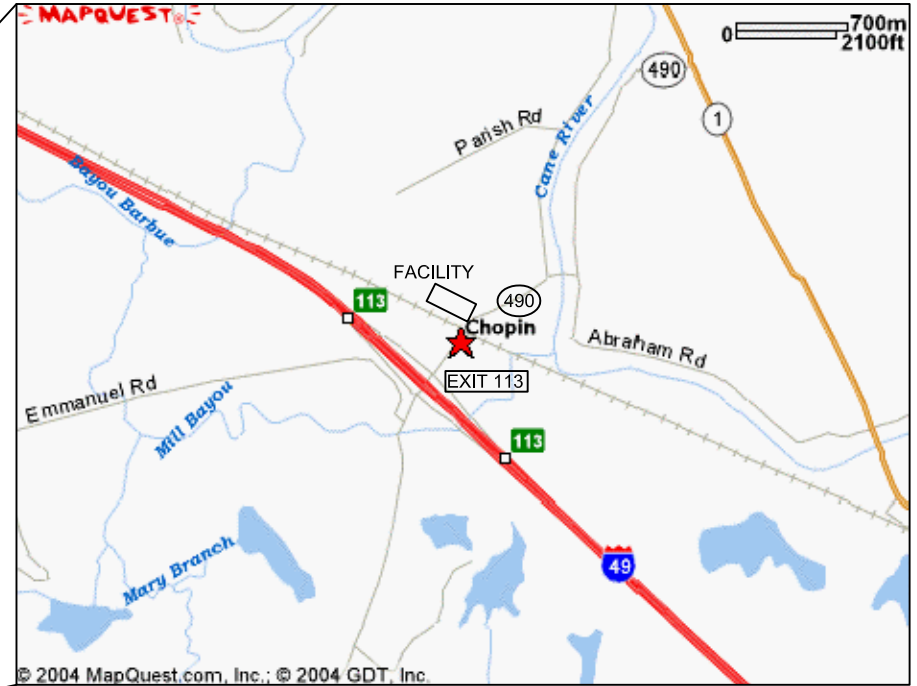 MAPQUEST
0 700m
2100ft
490
1
Parish Rd
Cane River
Bayou Barbue
FACILITY
113
490
Chopin
Abraham Rd
EXIT 113
Emmanuel Rd
Mill Bayou
113
Mary Branch
49
© 2004 MapQuest.com, Inc.; © 2004 GDT, Inc.